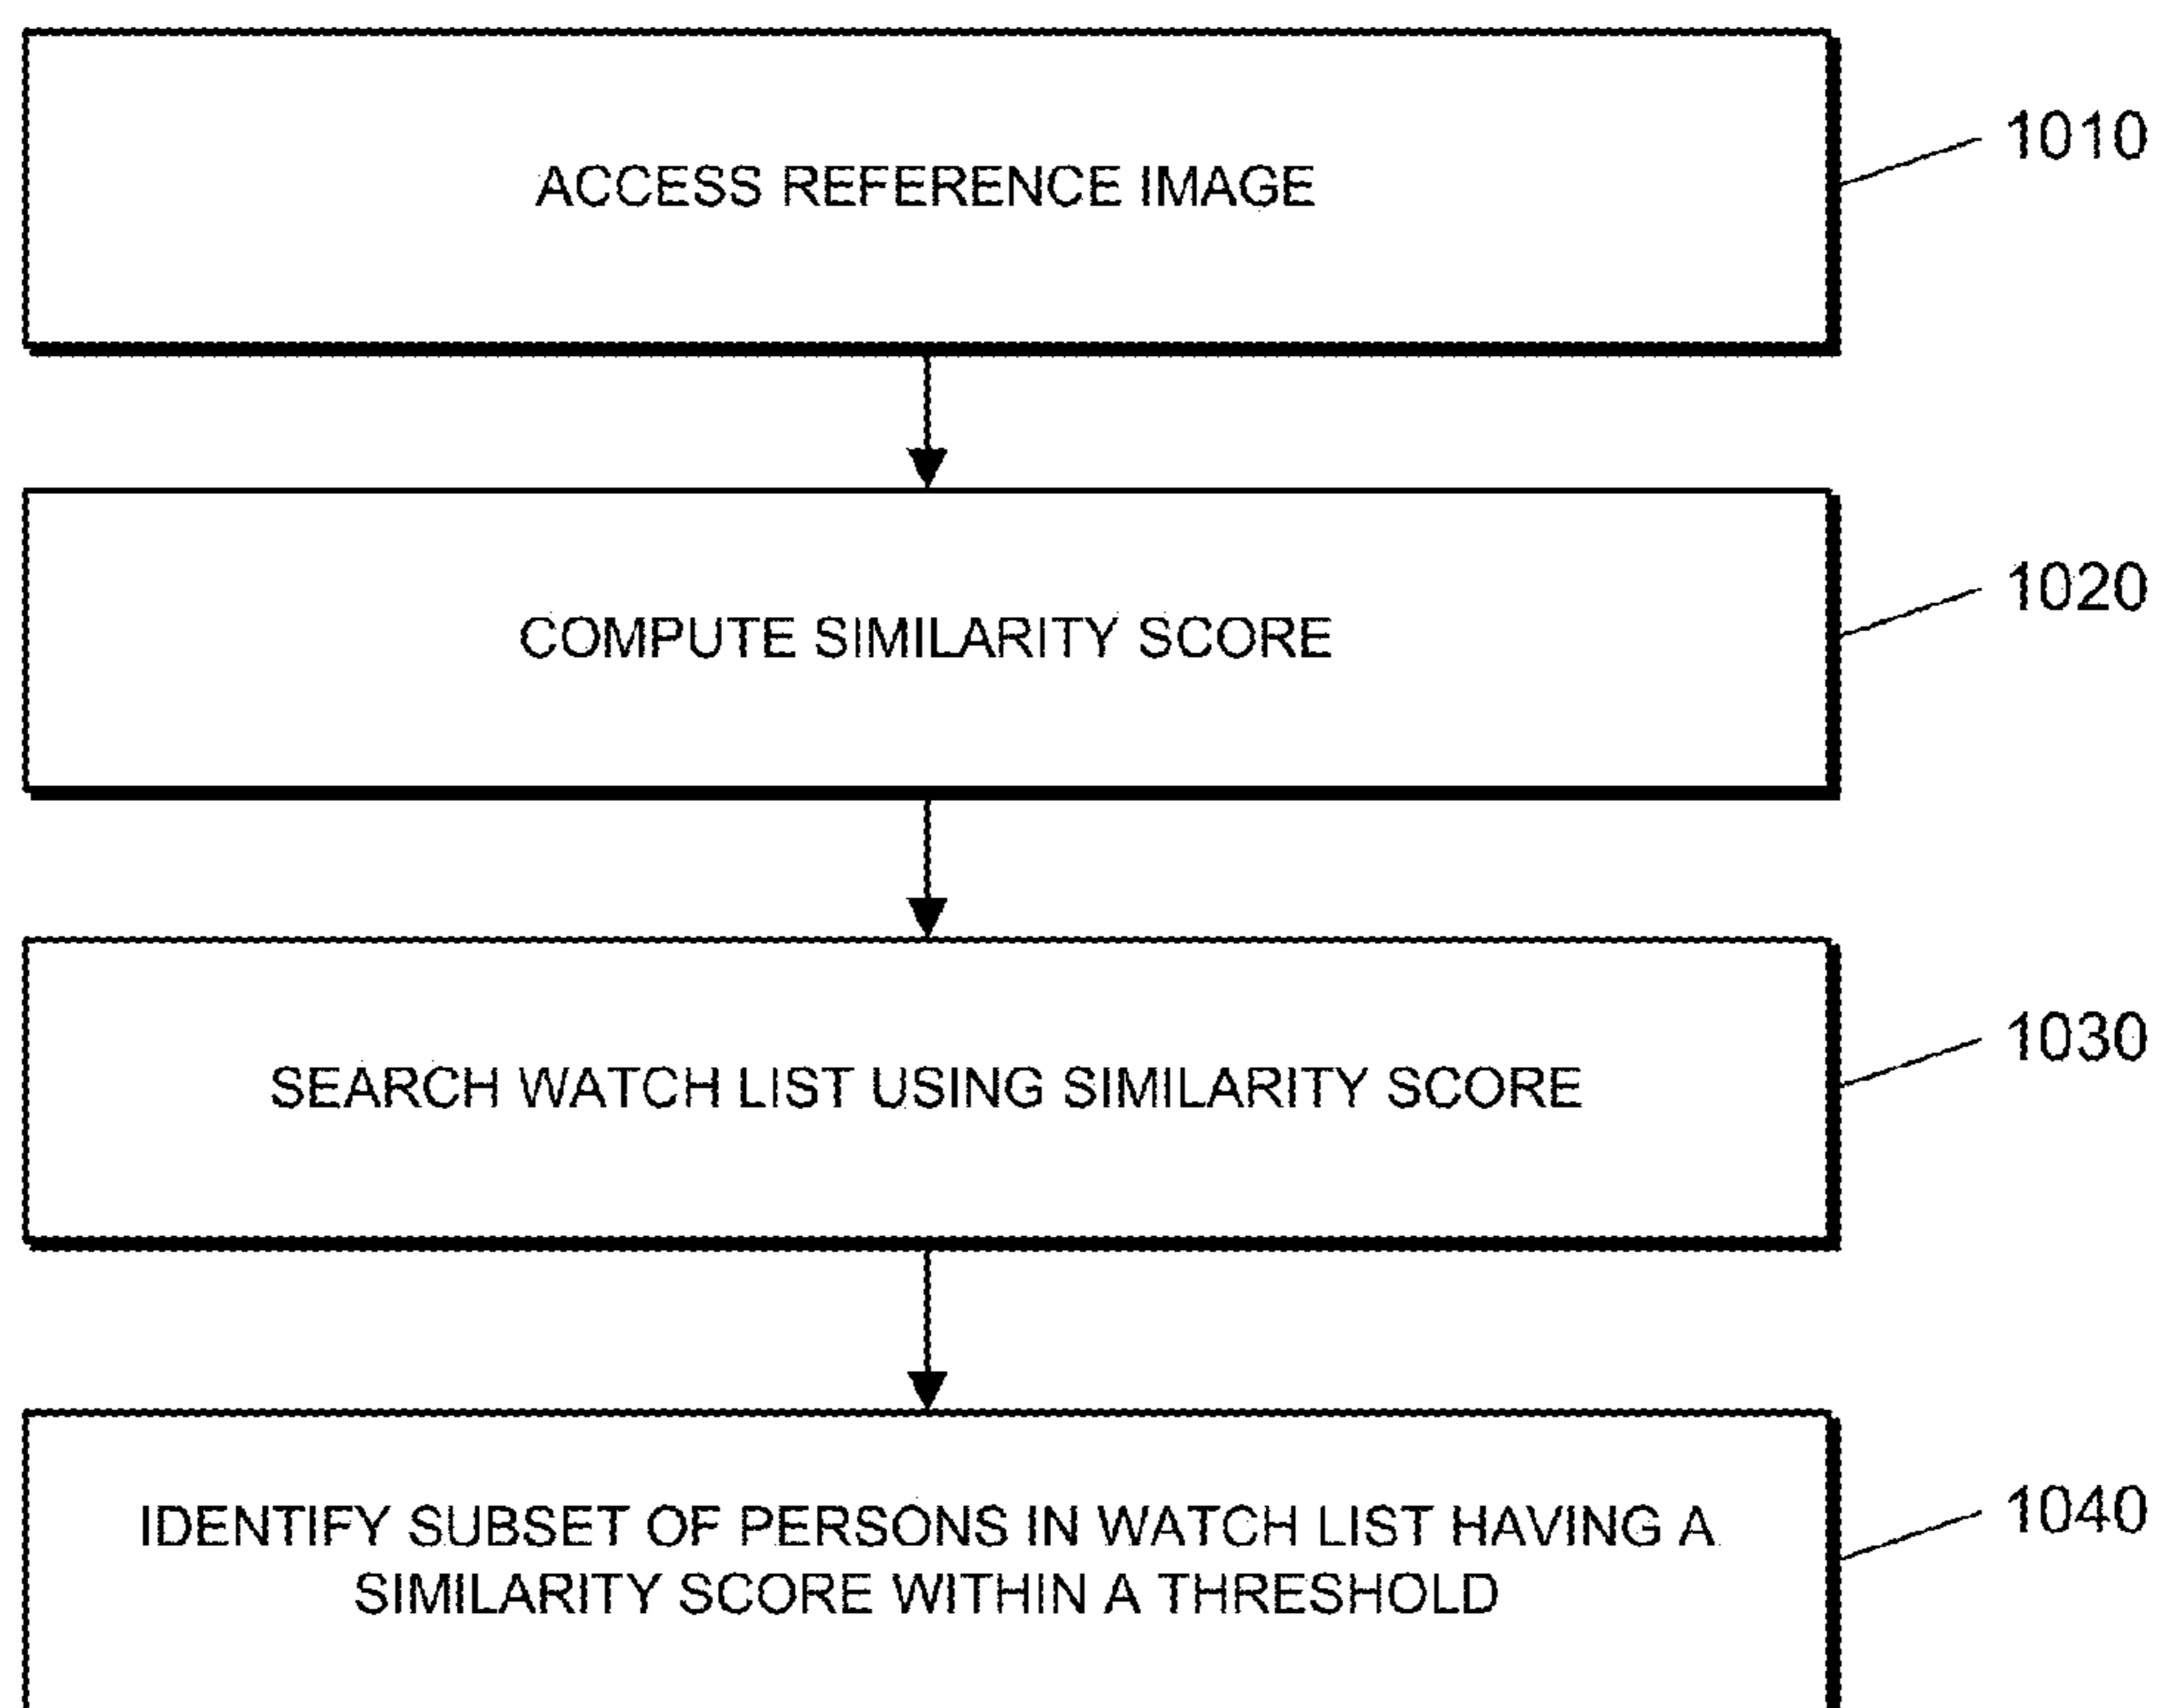 ACCESS REFERENCE IMAGE
1010
COMPUTE SIMILARITY SCORE
1020
SEARCH WATCH LIST USING SIMILARITY SCORE
1030
IDENTIFY SUBSET OF PERSONS IN WATCH LIST HAVING A
SIMILARITY SCORE WITHIN A THRESHOLD
1040